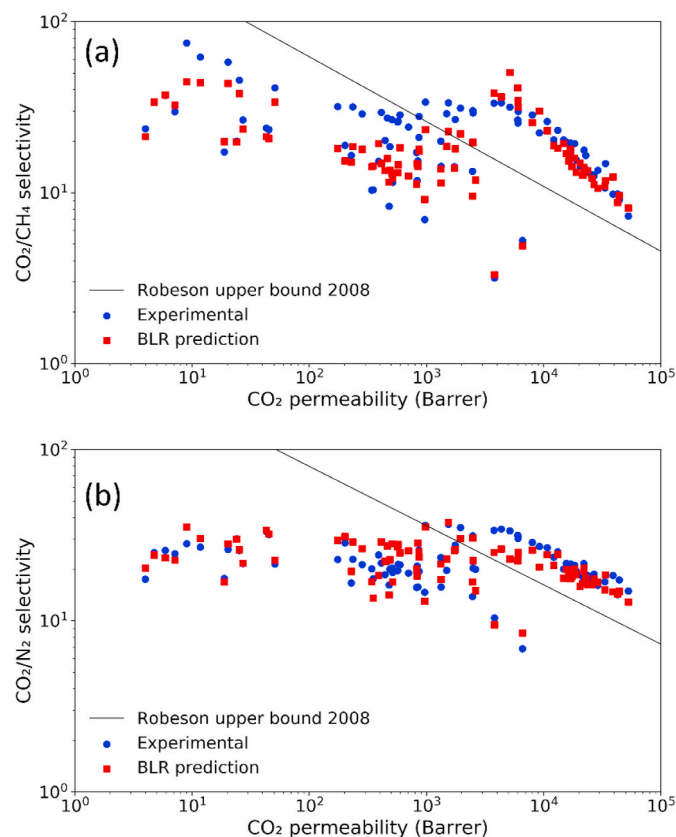 (a)
10²
10¹
10⁰
CO₂/CH₄ selectivity
Robeson upper bound 2008
Experimental
BLR prediction
10⁰ 10¹ 10² 10³ 10⁴ 10⁵
CO₂ permeability (Barrer)
(b)
10²
10¹
10⁰
CO₂/N₂ selectivity
Robeson upper bound 2008
Experimental
BLR prediction
10⁰ 10¹ 10² 10³ 10⁴ 10⁵
CO₂ permeability (Barrer)